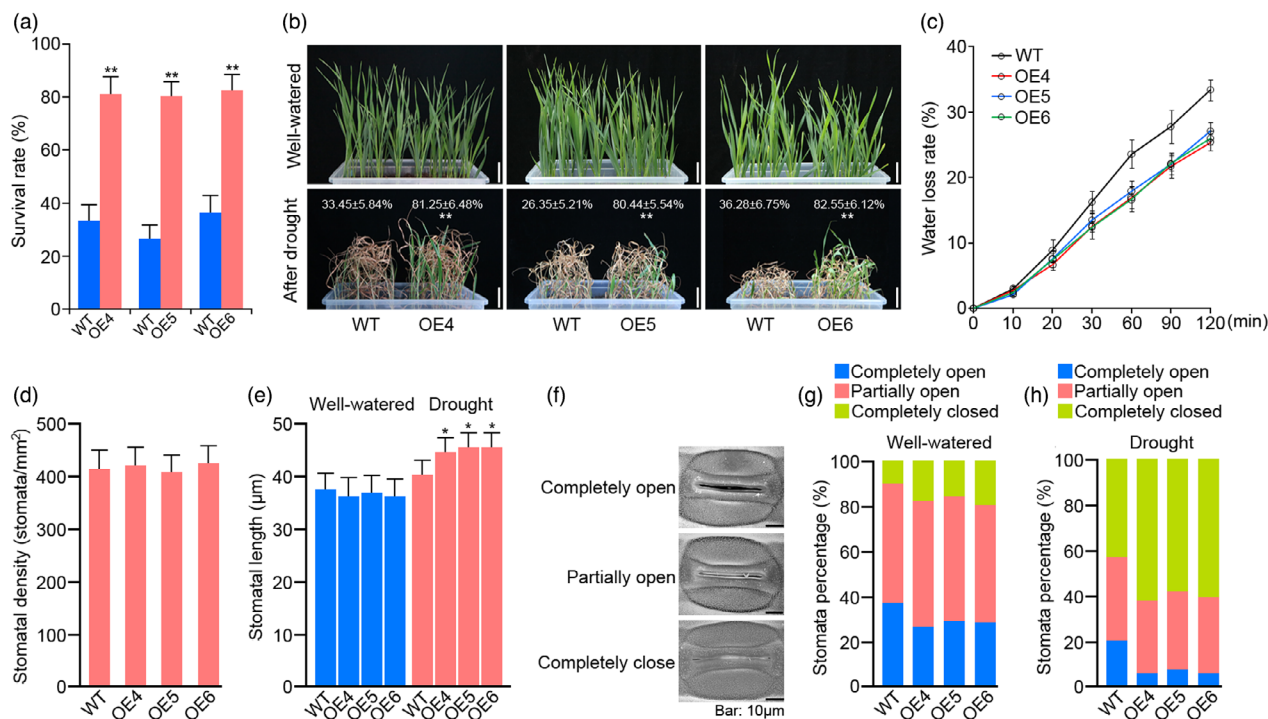 (a)
Survival rate (%)
100
80
60
40
20
0
** ** **
WT OE4 WT OE5 WT OE6
(b)
Well-watered
After drought
33.45±5.84% 81.25±6.48% 26.35±5.21% 80.44±5.54% 36.28±6.75% 82.55±6.12%
** ** **
WT OE4 WT OE5 WT OE6
(c)
Water loss rate (%)
40
30
20
10
0
WT
OE4
OE5
OE6
0 10 20 30 60 90 120 (min)
(d)
Stomatal density (stomata/mm²)
500
400
300
200
100
0
WT OE4 OE5 OE6
(e)
Well-watered Drought
Stomatal length (μm)
50
40
30
20
10
0
* * *
WT OE4 OE5 OE6 WT OE4 OE5 OE6
(f)
Completely open
Partially open
Completely close
Bar: 10μm
Completely open
Partially open
Completely closed
(g)
Well-watered
Stomata percentage (%)
100
80
60
40
20
0
WT OE4 OE5 OE6
Completely open
Partially open
Completely closed
(h)
Drought
Stomata percentage (%)
100
80
60
40
20
0
WT OE4 OE5 OE6